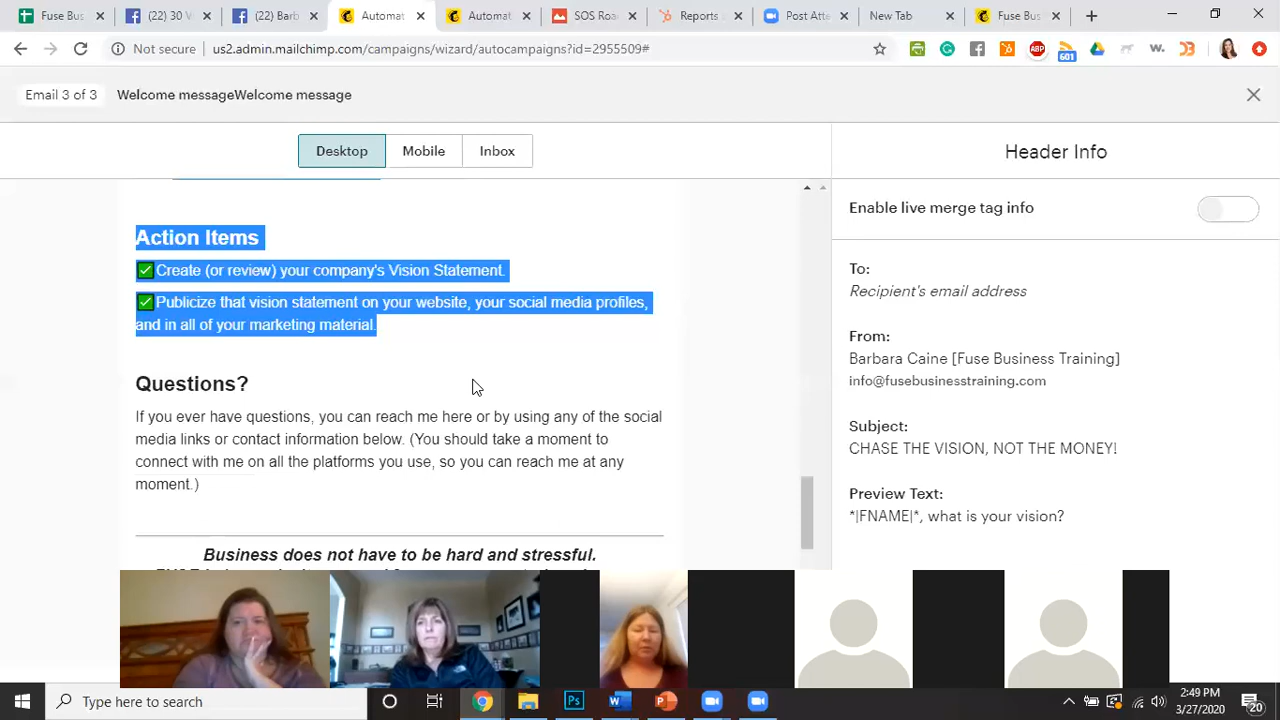 Fuse Bus
(22) 30 V
(22) Barb
Automat
Automat
SOS Roa
Reports
Post Atte
New Tab
Fuse Bus
Not secure
us2.admin.mailchimp.com/campaigns/wizard/autocampaigns?id=2955509#
ABP
601
w.
Email 3 of 3
Welcome messageWelcome message
Desktop
Mobile
Inbox
Header Info
Action Items
Create (or review) your company's Vision Statement.
Publicize that vision statement on your website, your social media profiles,
and in all of your marketing material.
Questions?
If you ever have questions, you can reach me here or by using any of the social
media links or contact information below. (You should take a moment to
connect with me on all the platforms you use, so you can reach me at any
moment.)
Business does not have to be hard and stressful.
Enable live merge tag info
To:
Recipient's email address
From:
Barbara Caine [Fuse Business Training]
info@fusebusinesstraining.com
Subject:
CHASE THE VISION, NOT THE MONEY!
Preview Text:
*|FNAME|*, what is your vision?
Type here to search
Ps
2:49 PM
3/27/2020
20